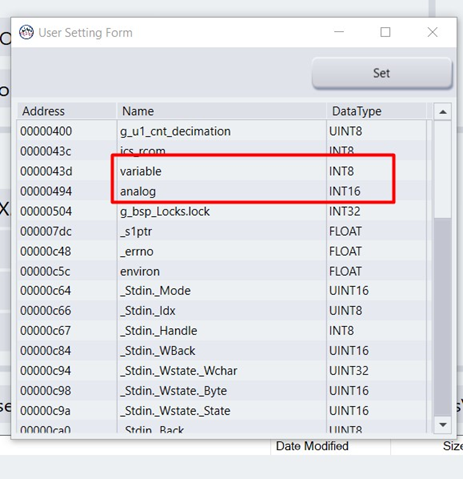 User Setting Form
Set
Address Name DataType
00000400 g_u1_cnt_decimation UINT8
0000043c ics_rcom INT8
0000043d variable INT8
00000494 analog INT16
00000504 g_bsp_Locks.lock INT32
000007dc _s1ptr FLOAT
00000c48 _errno FLOAT
00000c5c environ FLOAT
00000c64 _Stdin._Mode UINT16
00000c66 _Stdin._Idx UINT8
00000c67 _Stdin._Handle INT8
00000c84 _Stdin._WBack UINT16
00000c94 _Stdin._Wstate._Wchar UINT32
00000c98 _Stdin._Wstate._Byte UINT16
00000c9a _Stdin._Wstate._State UINT16
00000ca0 _Stdin._Back UINT8
Date Modified Size